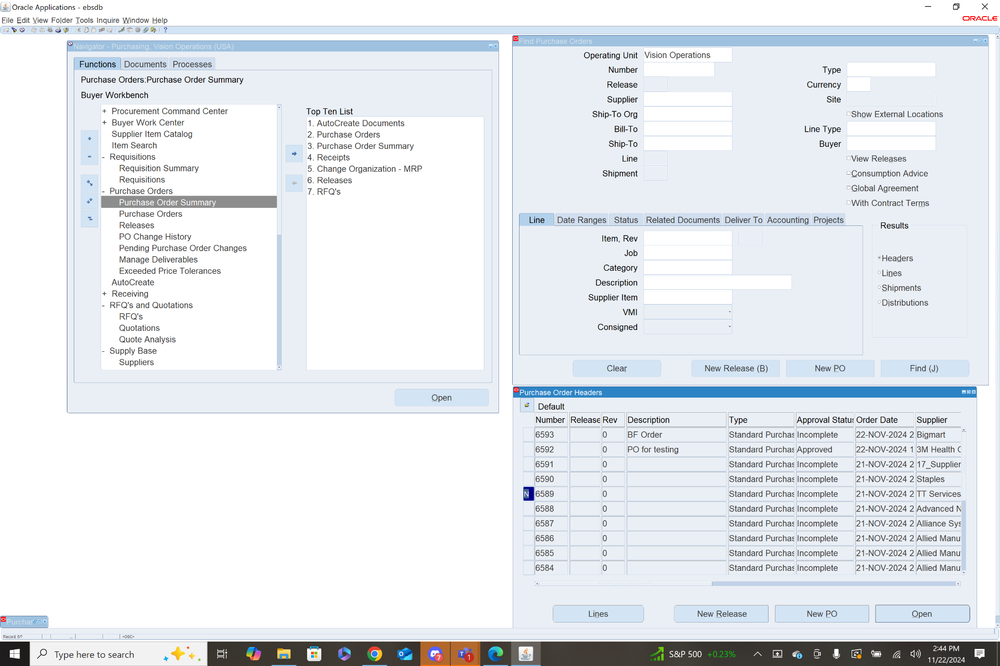 Oracle Applications - ebsdb
File Edit View Folder Tools Inquire Window Help
ORACLE
Navigator - Purchasing, Vision Operations (USA)
Functions Documents Processes
Purchase Orders:Purchase Order Summary
Buyer Workbench
+ Procurement Command Center
+ Buyer Work Center
Supplier Item Catalog
Item Search
- Requisitions
Requisition Summary
Requisitions
- Purchase Orders
Purchase Order Summary
Purchase Orders
Releases
PO Change History
Pending Purchase Order Changes
Manage Deliverables
Exceeded Price Tolerances
AutoCreate
+ Receiving
- RFQ's and Quotations
RFQ's
Quotations
Quote Analysis
- Supply Base
Suppliers
Top Ten List
1. AutoCreate Documents
2. Purchase Orders
3. Purchase Order Summary
4. Receipts
5. Change Organization - MRP
6. Releases
7. RFQ's
Open
Find Purchase Orders
Operating Unit Vision Operations
Number Type
Release Currency
Supplier Site
Ship-To Org Show External Locations
Bill-To Line Type
Ship-To Buyer
Line View Releases
Shipment Consumption Advice
Global Agreement
With Contract Terms
Line Date Ranges Status Related Documents Deliver To Accounting Projects
Item, Rev
Job
Category
Description
Supplier Item
VMI
Consigned
Results
Headers
Lines
Shipments
Distributions
Clear New Release (B) New PO Find (J)
Purchase Order Headers
Default
Number Release Rev Description Type Approval Statu Order Date Supplier
6593 0 BF Order Standard Purchas Incomplete 22-NOV-2024 2 Bigmart
6592 0 PO for testing Standard Purchas Approved 22-NOV-2024 1 3M Health C
6591 0 Standard Purchas Incomplete 21-NOV-2024 2 17_Supplier
6590 0 Standard Purchas Incomplete 21-NOV-2024 2 Staples
N 6589 0 Standard Purchas Incomplete 21-NOV-2024 2 TT Services
6588 0 Standard Purchas Incomplete 21-NOV-2024 2 Advanced N
6587 0 Standard Purchas Incomplete 21-NOV-2024 2 Alliance Sys
6586 0 Standard Purchas Incomplete 21-NOV-2024 2 Allied Manu
6585 0 Standard Purchas Incomplete 21-NOV-2024 2 Allied Manu
6584 0 Standard Purchas Incomplete 21-NOV-2024 2 Allied Manu
Lines New Release New PO Open
Purchas
Record: 5/? ... <OSC>
Type here to search
7
1
S&P 500 +0.23%
2:44 PM
11/22/2024